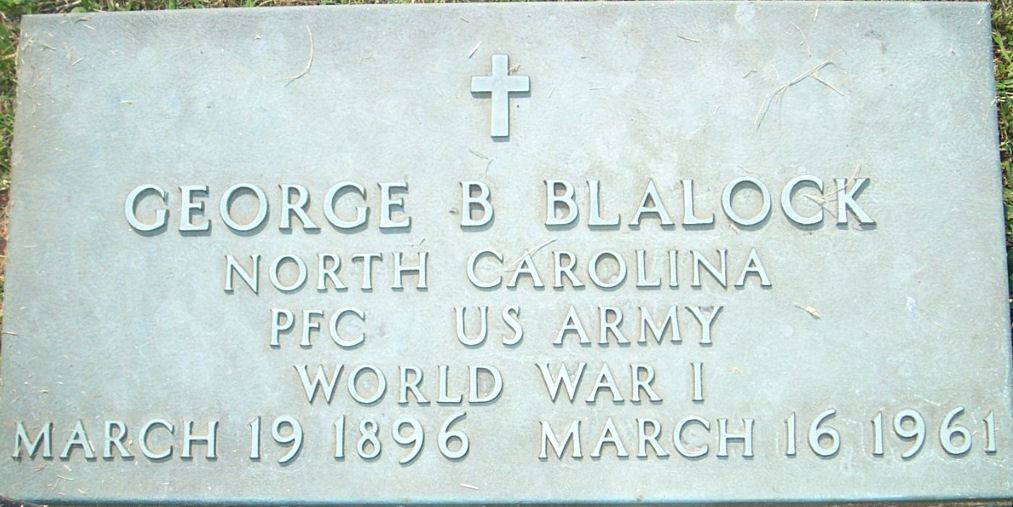 GEORGE B BLALOCK
NORTH CAROLINA
PFC US ARMY
WORLD WAR I
MARCH 19 1896 MARCH 16 1961